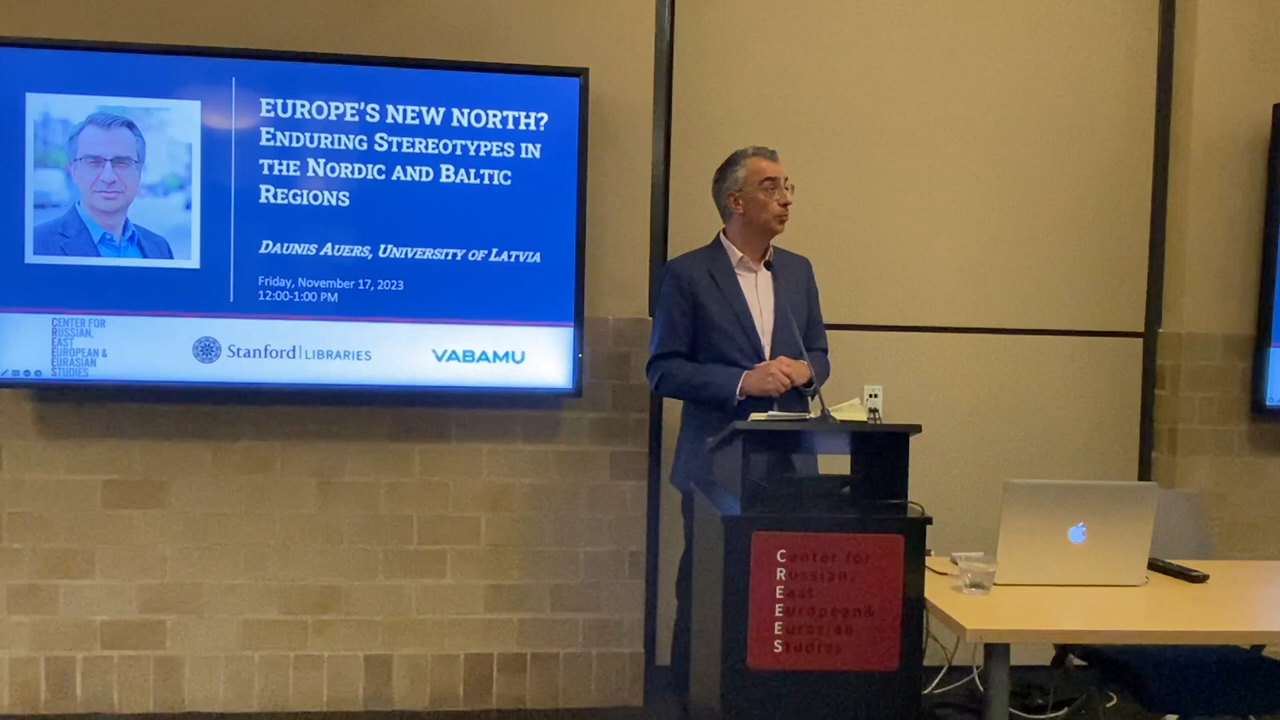 EUROPE'S NEW NORTH?
ENDURING STEREOTYPES IN
THE NORDIC AND BALTIC
REGIONS
DAUNIS AUERS, UNIVERSITY OF LATVIA
Friday, November 17, 2023
12:00-1:00 PM
CENTER FOR
RUSSIAN,
EAST
EUROPEAN &
EURASIAN
STUDIES
Stanford | LIBRARIES
VABAMU
Center for
Russian,
East
European &
Eurasian
Studies